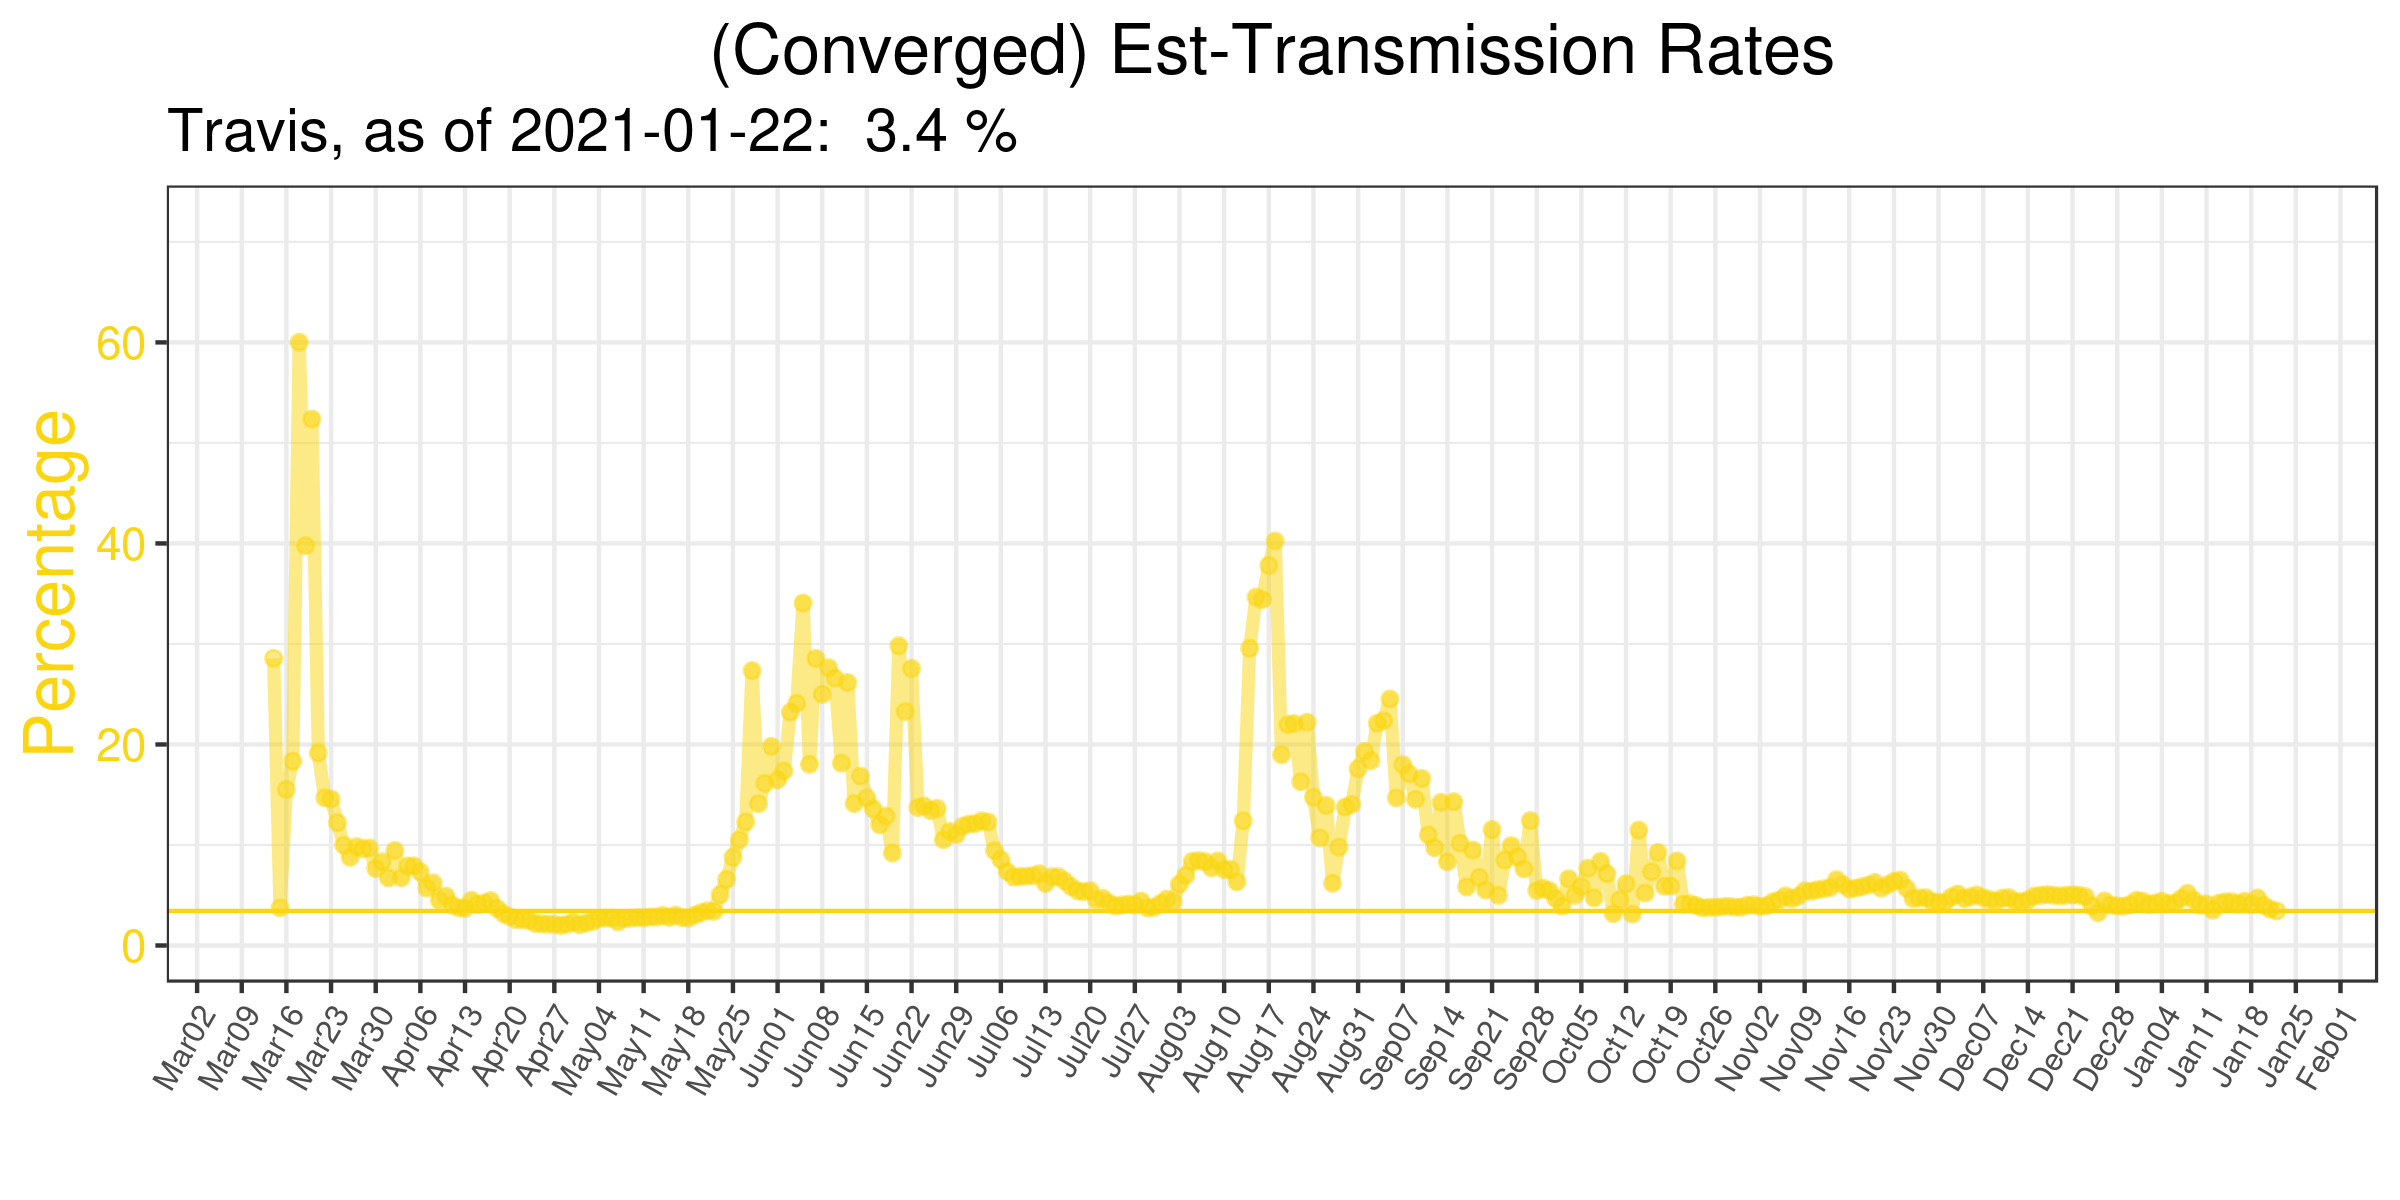 (Converged) Est-Transmission Rates
Travis, as of 2021-01-22:  3.4 %
Percentage
60
40
20
0
Mar02 Mar09 Mar16 Mar23 Mar30 Apr06 Apr13 Apr20 Apr27 May04 May11 May18 May25 Jun01 Jun08 Jun15 Jun22 Jun29 Jul06 Jul13 Jul20 Jul27 Aug03 Aug10 Aug17 Aug24 Aug31 Sep07 Sep14 Sep21 Sep28 Oct05 Oct12 Oct19 Oct26 Nov02 Nov09 Nov16 Nov23 Nov30 Dec07 Dec14 Dec21 Dec28 Jan04 Jan11 Jan18 Jan25 Feb01